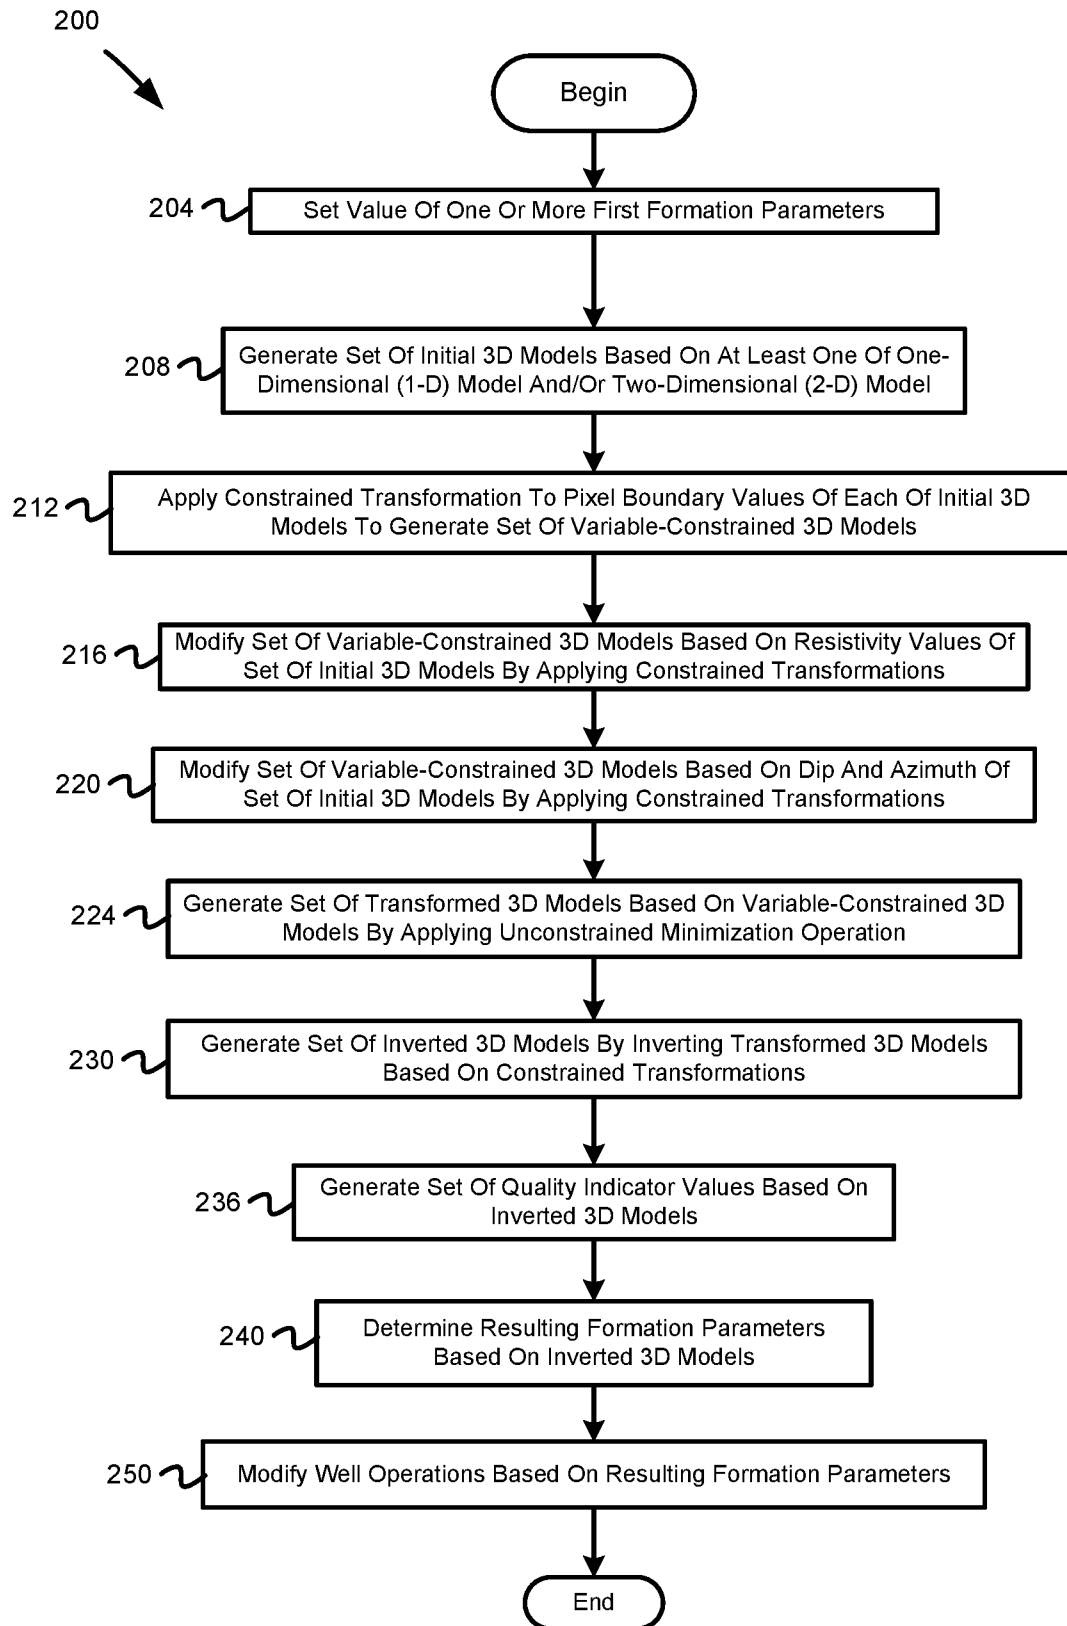 200
Begin
204
Set Value Of One Or More First Formation Parameters
208
Generate Set Of Initial 3D Models Based On At Least One Of One-
Dimensional (1-D) Model And/Or Two-Dimensional (2-D) Model
212
Apply Constrained Transformation To Pixel Boundary Values Of Each Of Initial 3D
Models To Generate Set Of Variable-Constrained 3D Models
216
Modify Set Of Variable-Constrained 3D Models Based On Resistivity Values Of
Set Of Initial 3D Models By Applying Constrained Transformations
220
Modify Set Of Variable-Constrained 3D Models Based On Dip And Azimuth Of
Set Of Initial 3D Models By Applying Constrained Transformations
224
Generate Set Of Transformed 3D Models Based On Variable-Constrained 3D
Models By Applying Unconstrained Minimization Operation
230
Generate Set Of Inverted 3D Models By Inverting Transformed 3D Models
Based On Constrained Transformations
236
Generate Set Of Quality Indicator Values Based On
Inverted 3D Models
240
Determine Resulting Formation Parameters
Based On Inverted 3D Models
250
Modify Well Operations Based On Resulting Formation Parameters
End